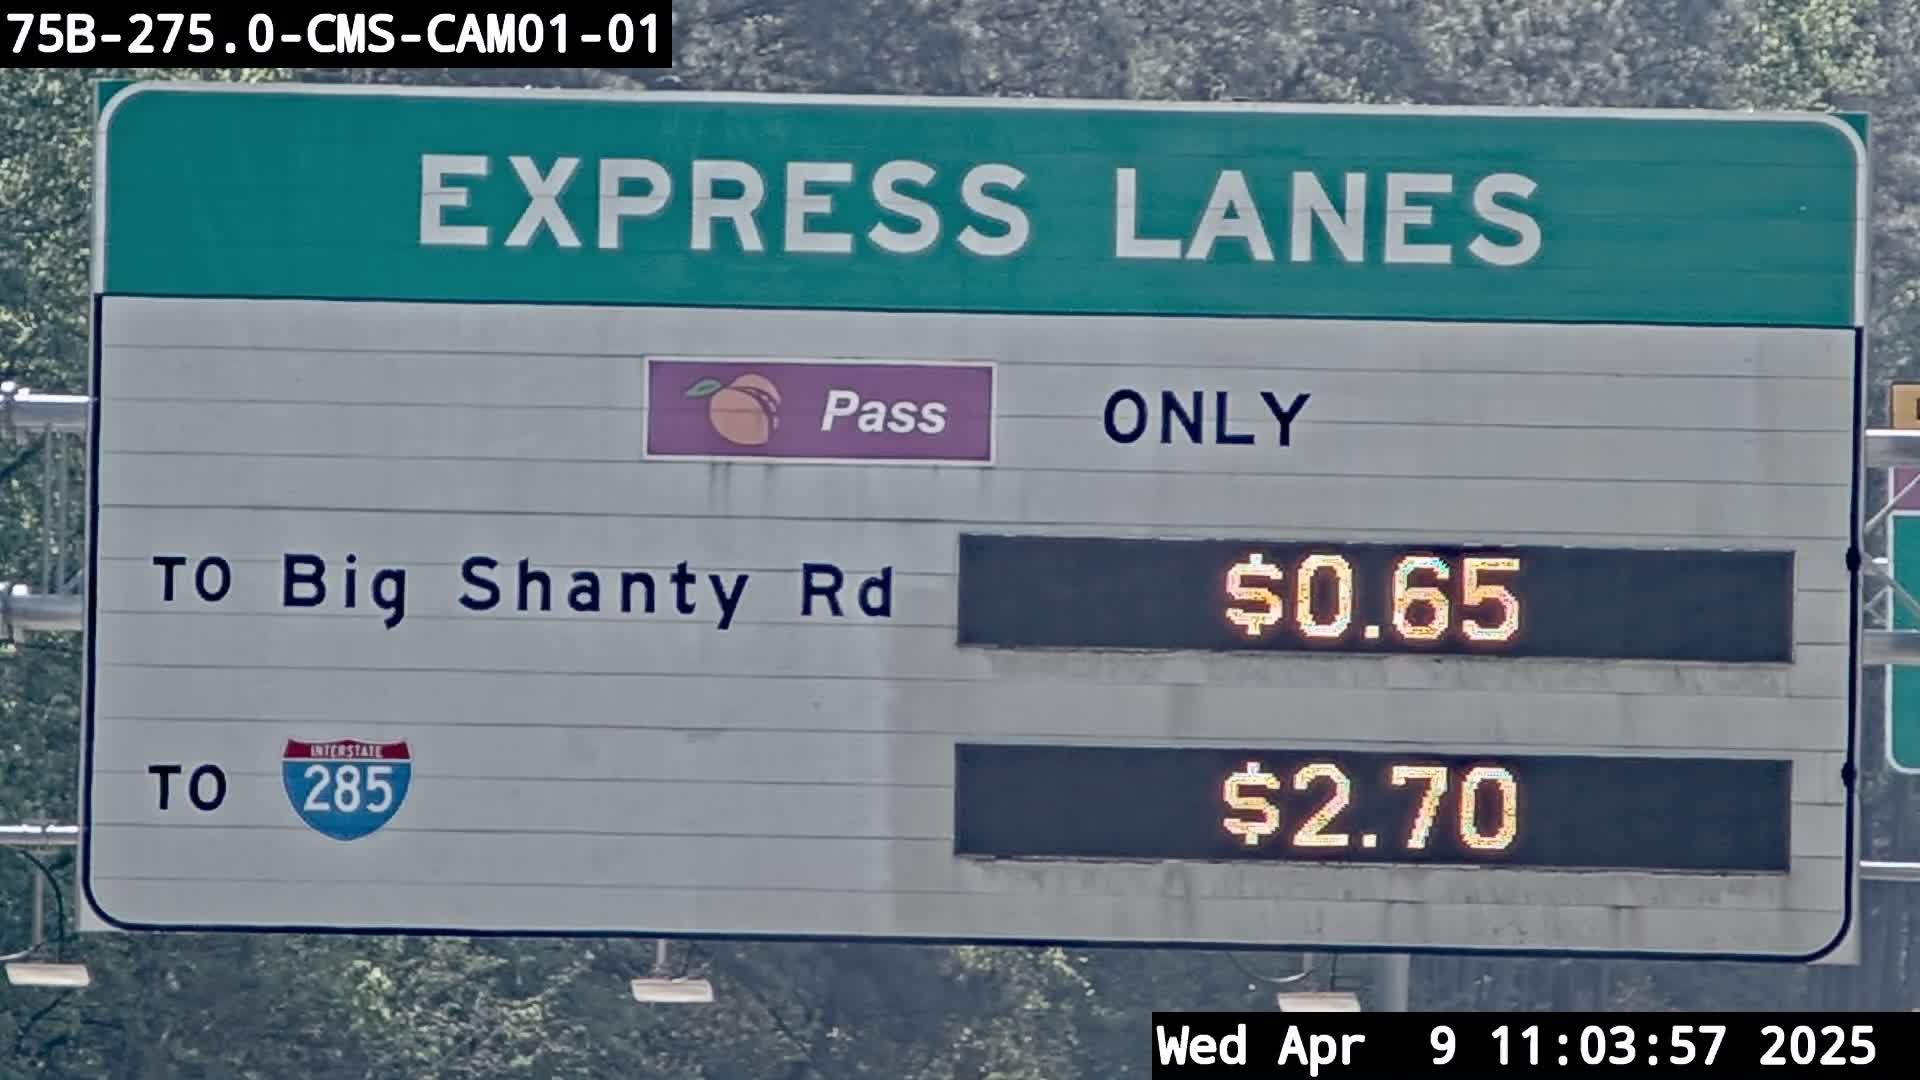 75B-275.0-CMS-CAM01-01
EXPRESS LANES
Pass ONLY
TO Big Shanty Rd $0.65
INTERSTATE
TO 285 $2.70
Wed Apr 9 11:03:57 2025